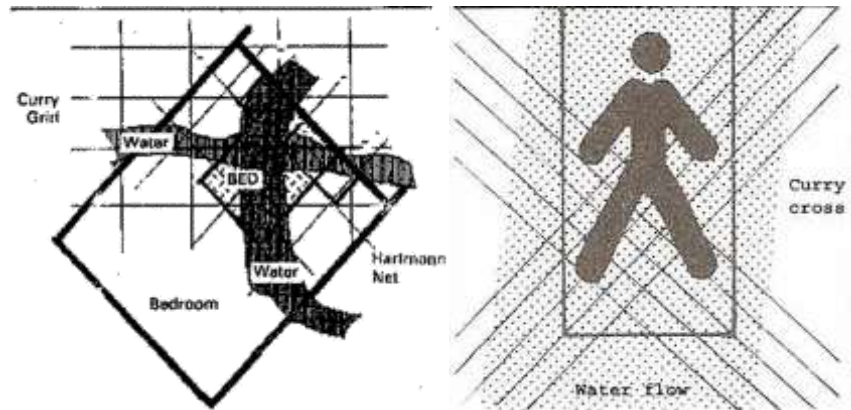 Curry
Grid
Water
BED
Water
Hartmann
Net
Bedroom
Curry
cross
Water flow